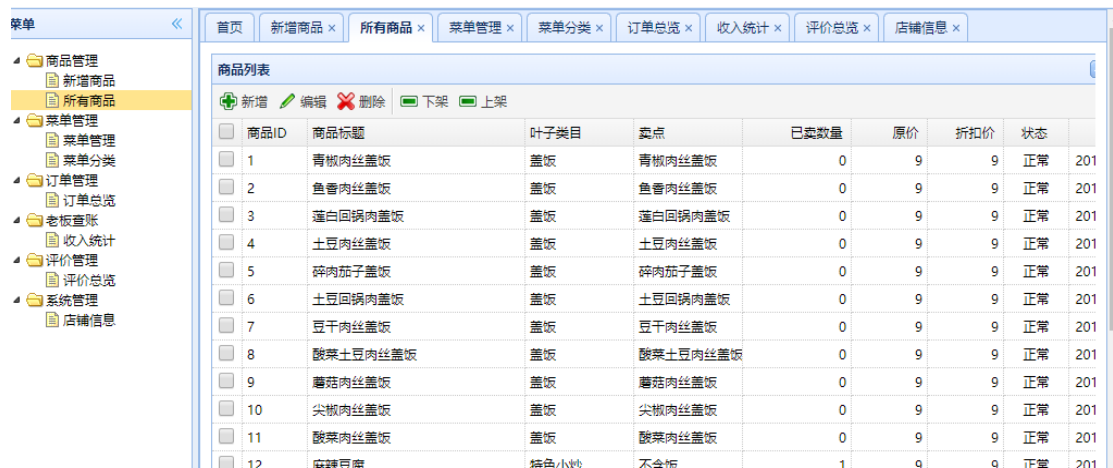 菜单
商品管理
新增商品
所有商品
菜单管理
菜单管理
菜单分类
订单管理
订单总览
老板查账
收入统计
评价管理
评价总览
系统管理
店铺信息
首页 新增商品 × 所有商品 × 菜单管理 × 菜单分类 × 订单总览 × 收入统计 × 评价总览 × 店铺信息 ×
商品列表
新增 编辑 删除 下架 上架
商品ID 商品标题 叶子类目 卖点 已卖数量 原价 折扣价 状态
1 青椒肉丝盖饭 盖饭 青椒肉丝盖饭 0 9 9 正常 201
2 鱼香肉丝盖饭 盖饭 鱼香肉丝盖饭 0 9 9 正常 201
3 莲白回锅肉盖饭 盖饭 莲白回锅肉盖饭 0 9 9 正常 201
4 土豆肉丝盖饭 盖饭 土豆肉丝盖饭 0 9 9 正常 201
5 碎肉茄子盖饭 盖饭 碎肉茄子盖饭 0 9 9 正常 201
6 土豆回锅肉盖饭 盖饭 土豆回锅肉盖饭 0 9 9 正常 201
7 豆干肉丝盖饭 盖饭 豆干肉丝盖饭 0 9 9 正常 201
8 酸菜土豆肉丝盖饭 盖饭 酸菜土豆肉丝盖饭 0 9 9 正常 201
9 蘑菇肉丝盖饭 盖饭 蘑菇肉丝盖饭 0 9 9 正常 201
10 尖椒肉丝盖饭 盖饭 尖椒肉丝盖饭 0 9 9 正常 201
11 酸菜肉丝盖饭 盖饭 酸菜肉丝盖饭 0 9 9 正常 201
12 麻辣豆腐 特色小炒 不含饭 1 9 9 正常 201